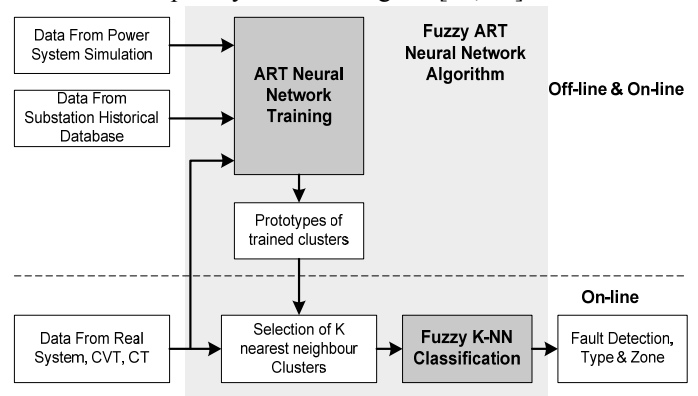 Data From Power
System Simulation
Data From
Substation Historical
Database
ART Neural
Network
Training
Fuzzy ART
Neural Network
Algorithm
Off-line & On-line
Prototypes of
trained clusters
On-line
Data From Real
System, CVT, CT
Selection of K
nearest neighbour
Clusters
Fuzzy K-NN
Classification
Fault Detection,
Type & Zone